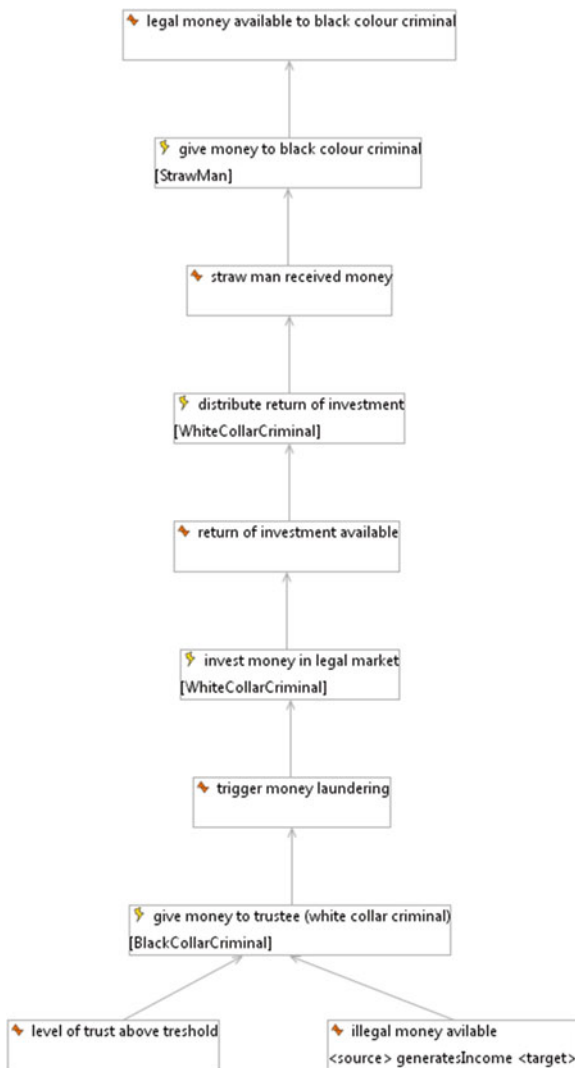 legal money available to black colour criminal
give money to black colour criminal
[StrawMan]
straw man received money
distribute return of investment
[WhiteCollarCriminal]
return of investment available
invest money in legal market
[WhiteCollarCriminal]
trigger money laundering
give money to trustee (white collar criminal)
[BlackCollarCriminal]
level of trust above treshold
illegal money avilable
<source> generatesIncome <target>